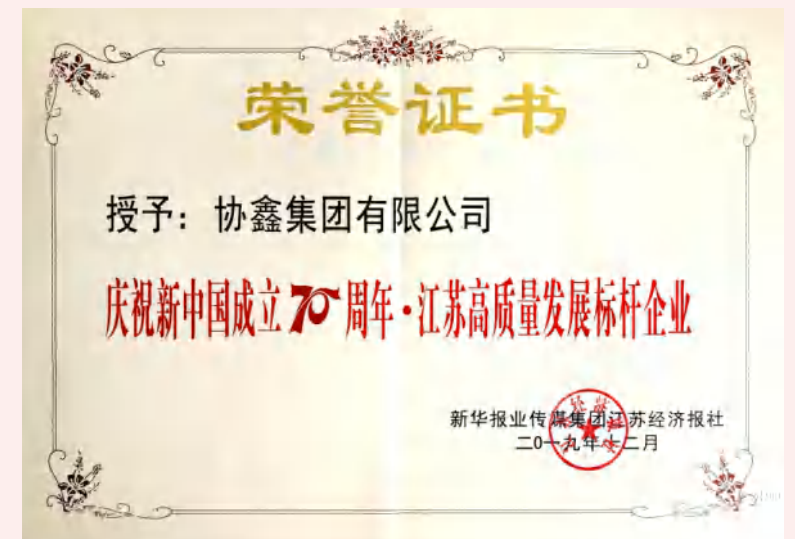 荣誉证书
授予：协鑫集团有限公司
庆祝新中国成立70周年·江苏高质量发展标杆企业
新华报业传媒集团江苏经济报社
二0一九年十二月